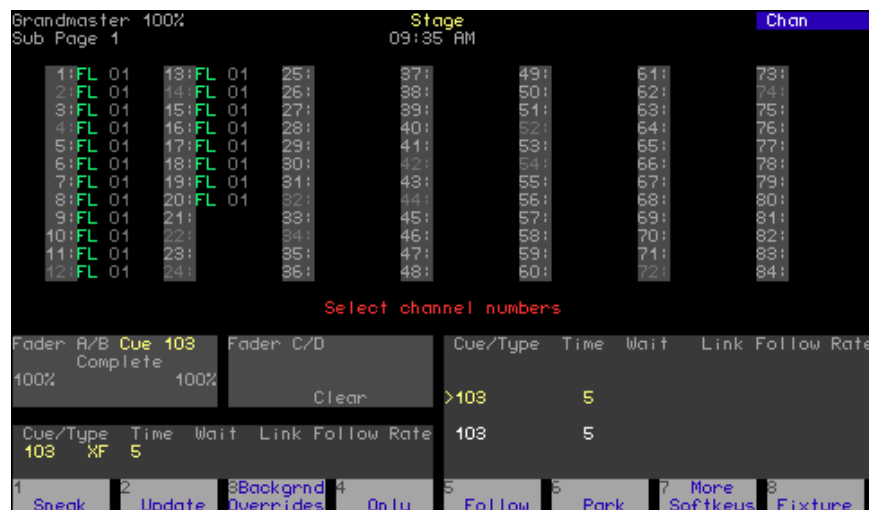 Grandmaster 100% Stage Chan
Sub Page 1 09:35 AM
1:FL 01 13:FL 01 25: 37: 49: 61: 73:
2:FL 01 14:FL 01 26: 38: 50: 62: 74:
3:FL 01 15:FL 01 27: 39: 51: 63: 75:
4:FL 01 16:FL 01 28: 40: 52: 64: 76:
5:FL 01 17:FL 01 29: 41: 53: 65: 77:
6:FL 01 18:FL 01 30: 42: 54: 66: 78:
7:FL 01 19:FL 01 31: 43: 55: 67: 79:
8:FL 01 20:FL 01 32: 44: 56: 68: 80:
9:FL 01 21: 33: 45: 57: 69: 81:
10:FL 01 22: 34: 46: 58: 70: 82:
11:FL 01 23: 35: 47: 59: 71: 83:
12:FL 01 24: 36: 48: 60: 72: 84:
Select channel numbers
Fader A/B Cue 103 Fader C/D Cue/Type Time Wait Link Follow Rate
Complete
100% 100%
Clear >103 5
Cue/Type Time Wait Link Follow Rate 103 5
103 XF 5
1 2 3Backgrnd 4 5 6 7 More 8
Sneak Update Overrides Only Follow Park Softkeys Fixture